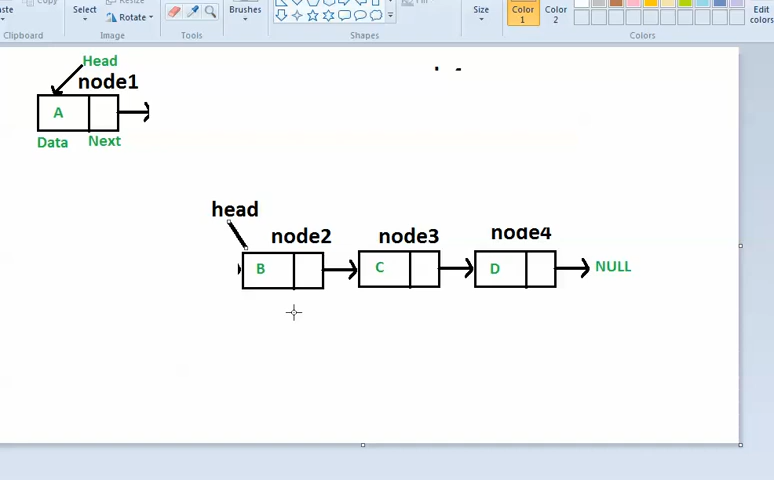 Copy
Paste
Clipboard
Select
Resize
Rotate
Image
Tools
Brushes
Shapes
Fill
Size
Color 1
Color 2
Colors
Edit colors
Head
node1
A
Data Next
head
node2 node3 node4
B C D NULL